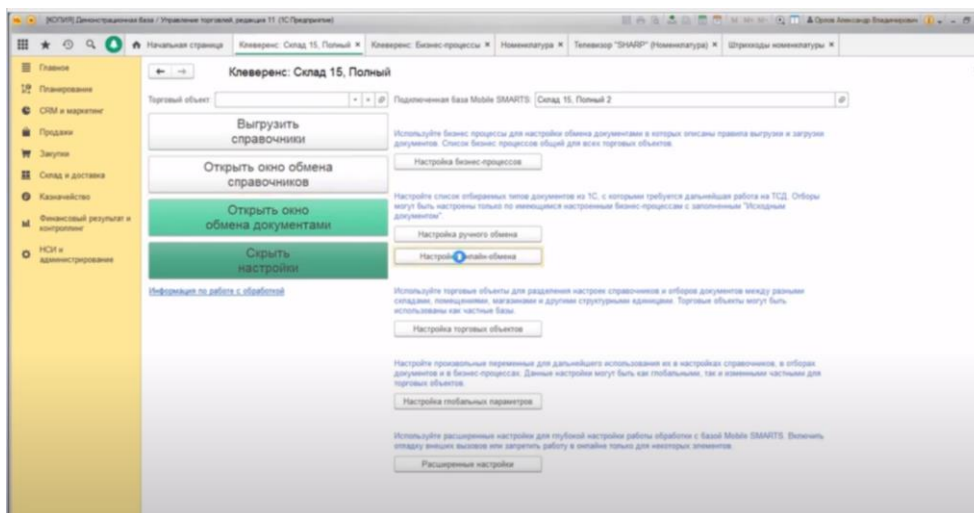 [КОПИЯ] Демонстрационная база / Управление торговлей, редакция 11 (1С:Предприятие)
M M+ M-
Орлов Александр Владимирович
Начальная страница
Клеверенс: Склад 15, Полный ×
Клеверенс: Бизнес-процессы ×
Номенклатура ×
Телевизор "SHARP" (Номенклатура) ×
Штрихкоды номенклатуры ×
Главное
Планирование
CRM и маркетинг
Продажи
Закупки
Склад и доставка
Казначейство
Финансовый результат и
контроллинг
НСИ и
администрирование
Клеверенс: Склад 15, Полный
Торговый объект:
Подключенная база Mobile SMARTS: Склад 15, Полный 2
Выгрузить
справочники
Открыть окно обмена
справочников
Открыть окно
обмена документами
Скрыть
настройки
Информация по работе с обработкой
Используйте бизнес процессы для настройки обмена документами в которых описаны правила выгрузки и загрузки
документов. Список бизнес процессов общий для всех торговых объектов.
Настройка бизнес-процессов
Настройте список отбираемых типов документов из 1С, с которыми требуется дальнейшая работа на ТСД. Отборы
могут быть настроены только по имеющимся настроенным бизнес-процессам с заполненным "Исходным
документом".
Настройка ручного обмена
Настройка онлайн-обмена
Используйте торговые объекты для разделения настроек справочников и отборов документов между разными
складами, помещениями, магазинами и другими структурными единицами. Торговые объекты могут быть
использованы как частные базы.
Настройка торговых объектов
Настройте произвольные переменные для дальнейшего использования их в настройках справочников, в отборах
документов и в бизнес-процессах. Данные настройки могут быть как глобальными, так и изменными частными для
торговых объектов.
Настройка глобальных параметров
Используйте расширенные настройки для глубокой настройки работы обработки с базой Mobile SMARTS. Включить
отладку внешних вызовов или запретить работу в онлайне только для некоторых элементов.
Расширенные настройки